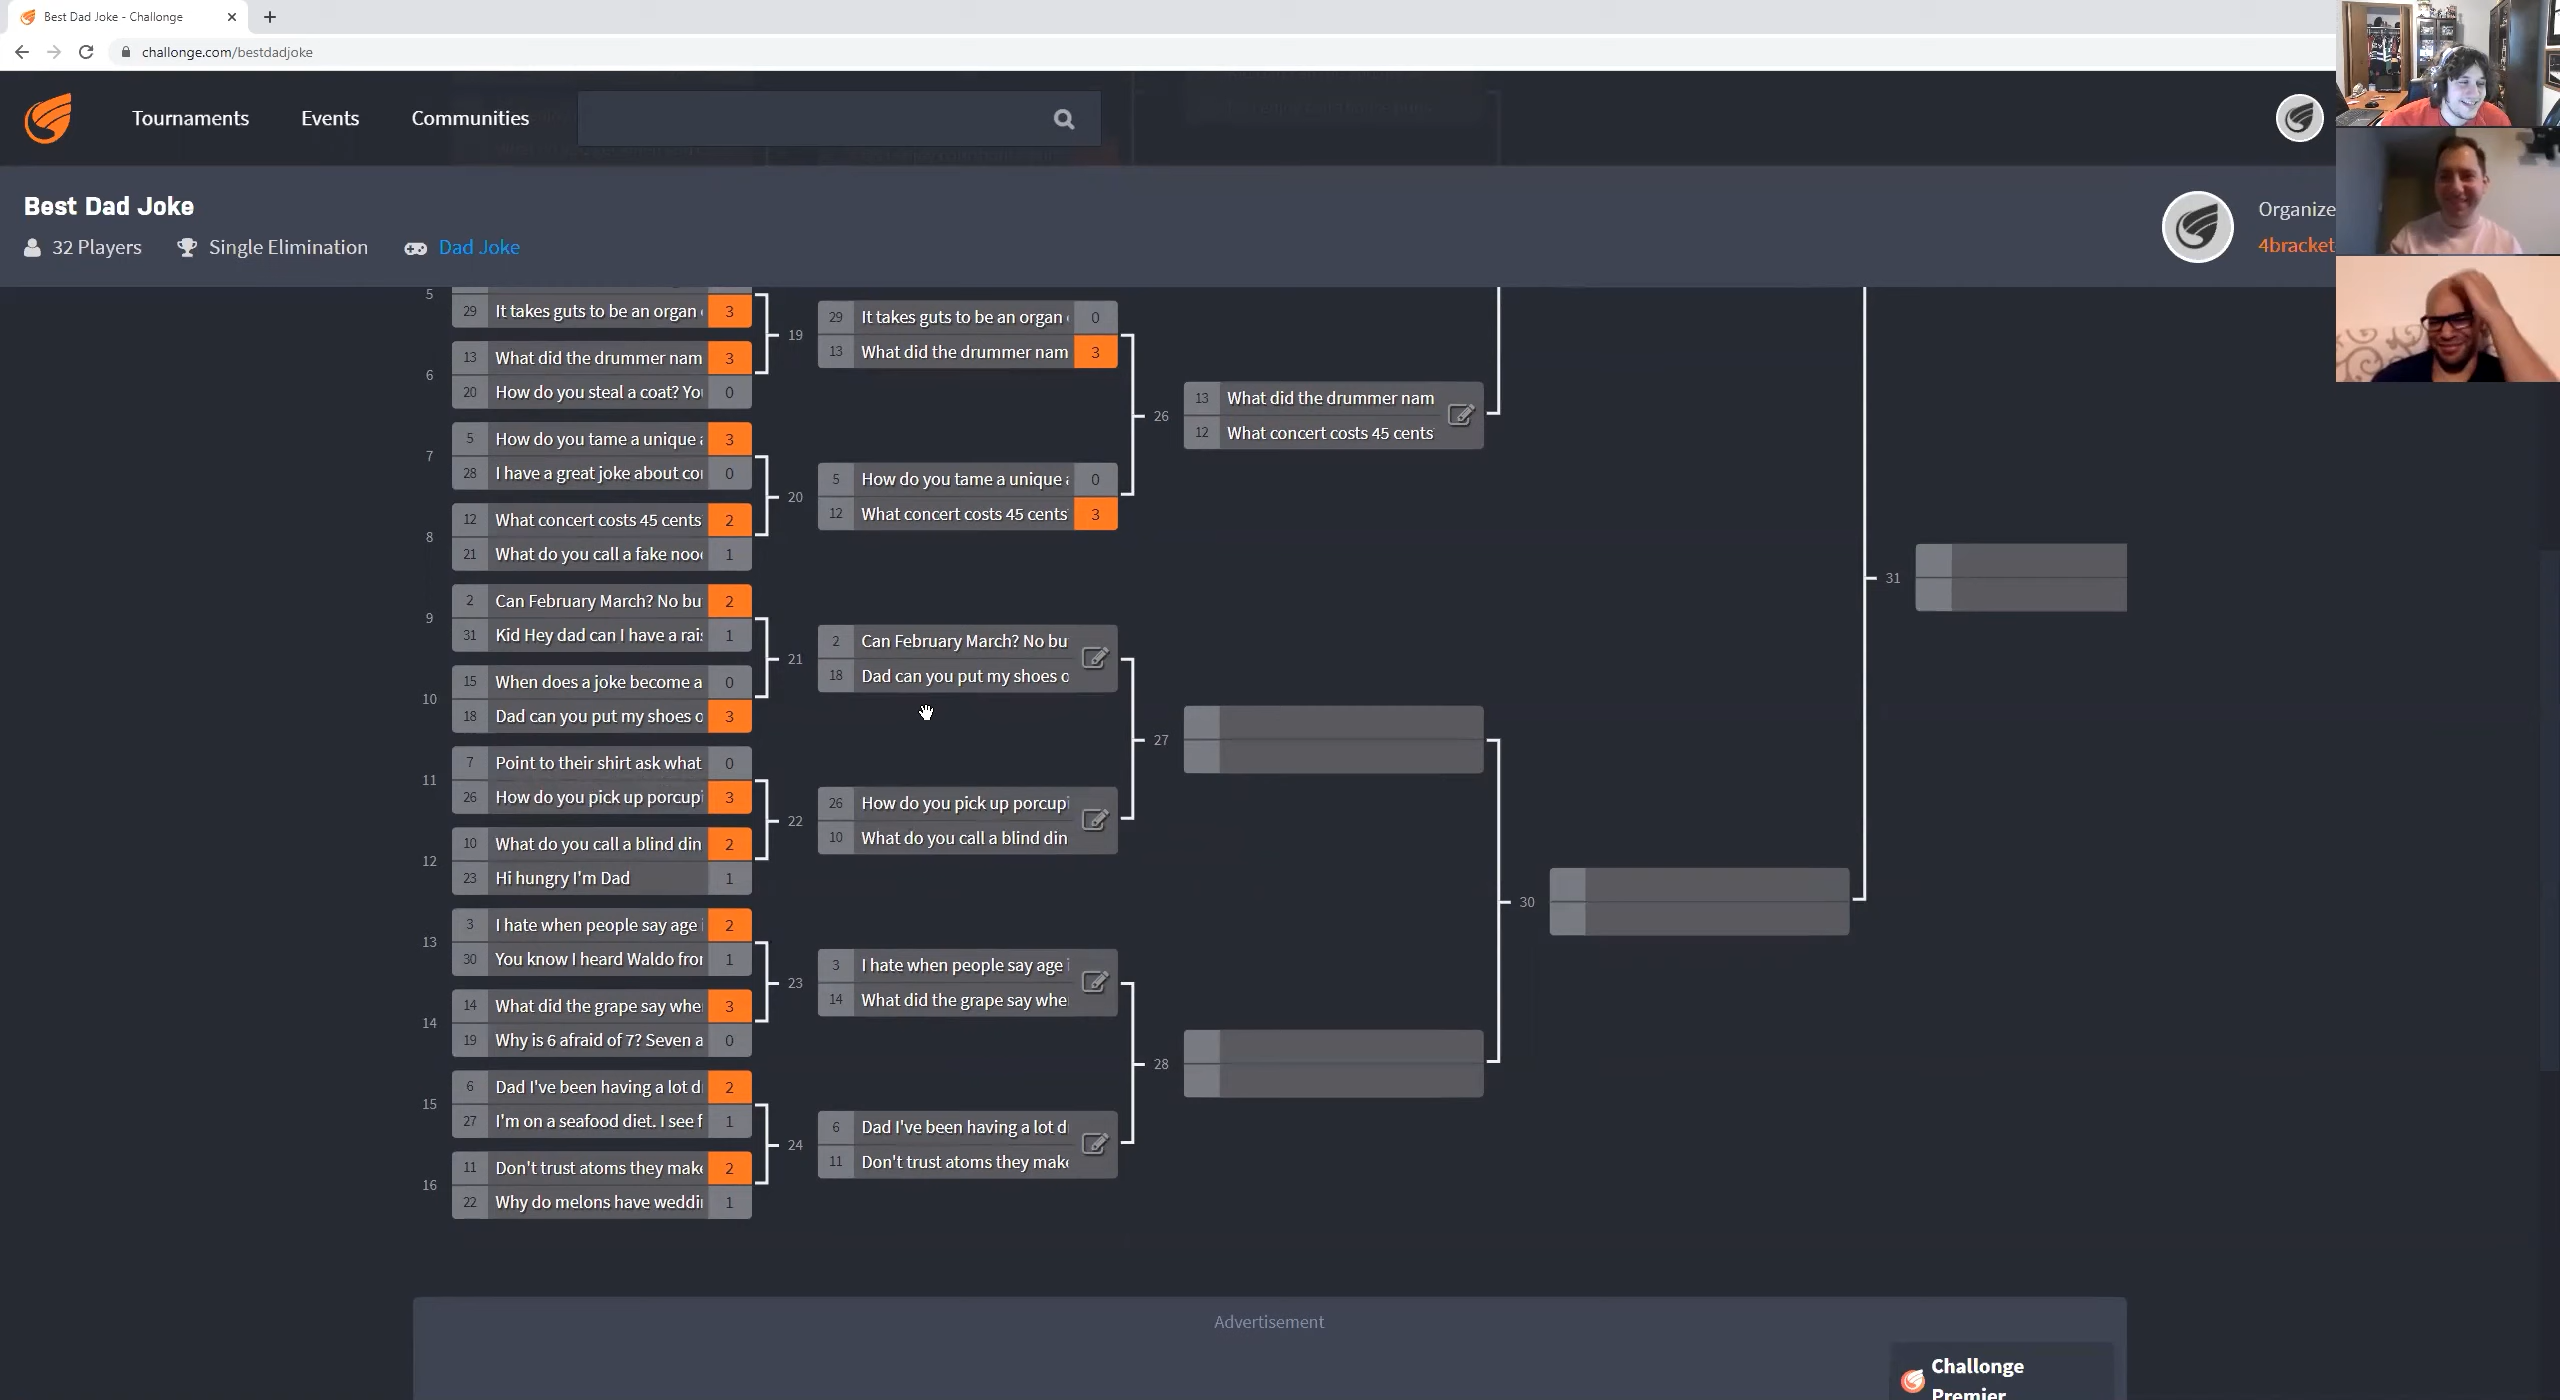 Best Dad Joke - Challonge
challonge.com/bestdadjoke
Tournaments Events Communities
Best Dad Joke
32 Players Single Elimination Dad Joke
Organize
4bracket
5
29 It takes guts to be an organ 3
6
13 What did the drummer nam 3
20 How do you steal a coat? Yo 0
7
5 How do you tame a unique 3
28 I have a great joke about co 0
8
12 What concert costs 45 cents 2
21 What do you call a fake noo 1
9
2 Can February March? No bu 2
31 Kid Hey dad can I have a rai 1
10
15 When does a joke become a 0
18 Dad can you put my shoes o 3
11
7 Point to their shirt ask what 0
26 How do you pick up porcupi 3
12
10 What do you call a blind din 2
23 Hi hungry I'm Dad 1
13
3 I hate when people say age i 2
30 You know I heard Waldo fro 1
14
14 What did the grape say whe 3
19 Why is 6 afraid of 7? Seven a 0
15
6 Dad I've been having a lot d 2
27 I'm on a seafood diet. I see f 1
16
11 Don't trust atoms they make 2
22 Why do melons have weddi 1
19
29 It takes guts to be an organ 0
13 What did the drummer nam 3
20
5 How do you tame a unique 0
12 What concert costs 45 cents 3
21
2 Can February March? No bu
18 Dad can you put my shoes o
22
26 How do you pick up porcupi
10 What do you call a blind din
23
3 I hate when people say age i
14 What did the grape say whe
24
6 Dad I've been having a lot d
11 Don't trust atoms they make
26
13 What did the drummer nam
12 What concert costs 45 cents
27
28
30
31
Advertisement
Challonge
Premier